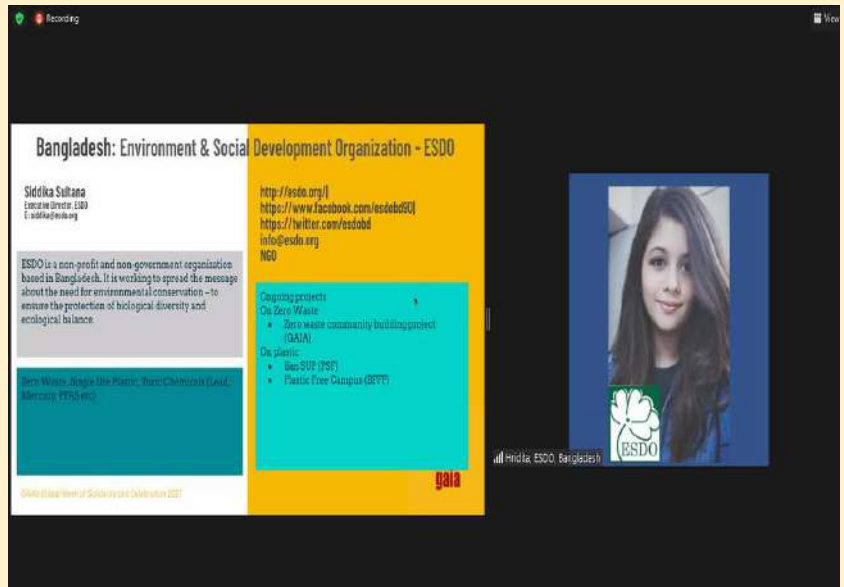 Recording
View
Bangladesh: Environment & Social Development Organization - ESDO
Siddika Sultana
Executive Director, ESDO
E: siddika@esdo.org
ESDO is a non-profit and non-government organization
based in Bangladesh. It is working to spread the message
about the need for environmental conservation – to
ensure the protection of biological diversity and
ecological balance.
Zero Waste, Single Use Plastic, Toxic Chemicals (Lead,
Mercury, etc)
GAIA's Global Week of Solidarity and Celebration 2021
http://esdo.org/
https://www.facebook.com/esdobd90
https://twitter.com/esdobd
info@esdo.org
NGO
Ongoing projects
On Zero Waste
• Zero waste community building project
(GAIA)
On plastic
• Ban SUP (PSF)
• Plastic Free Campus (BFFP)
gaia
ESDO
Hridita, ESDO, Bangladesh